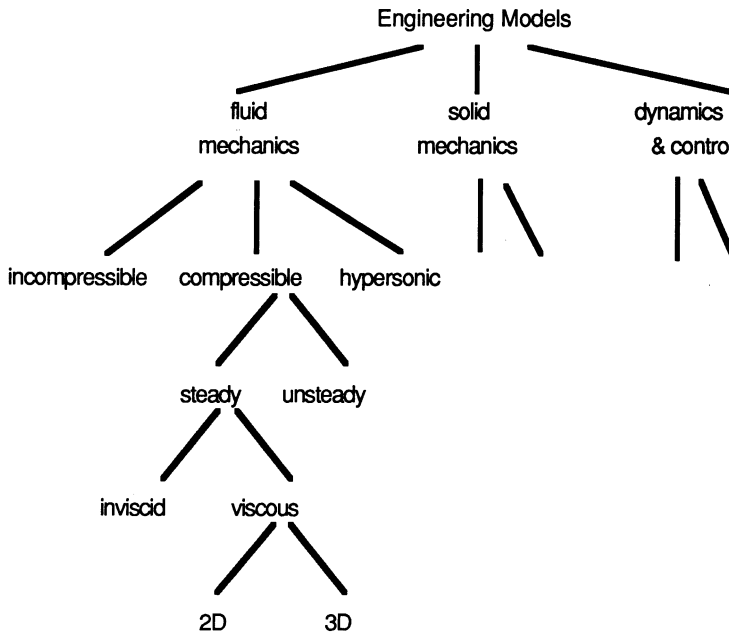 Engineering Models
fluid
mechanics
solid
mechanics
dynamics
& contro
incompressible compressible hypersonic
steady unsteady
inviscid viscous
2D 3D